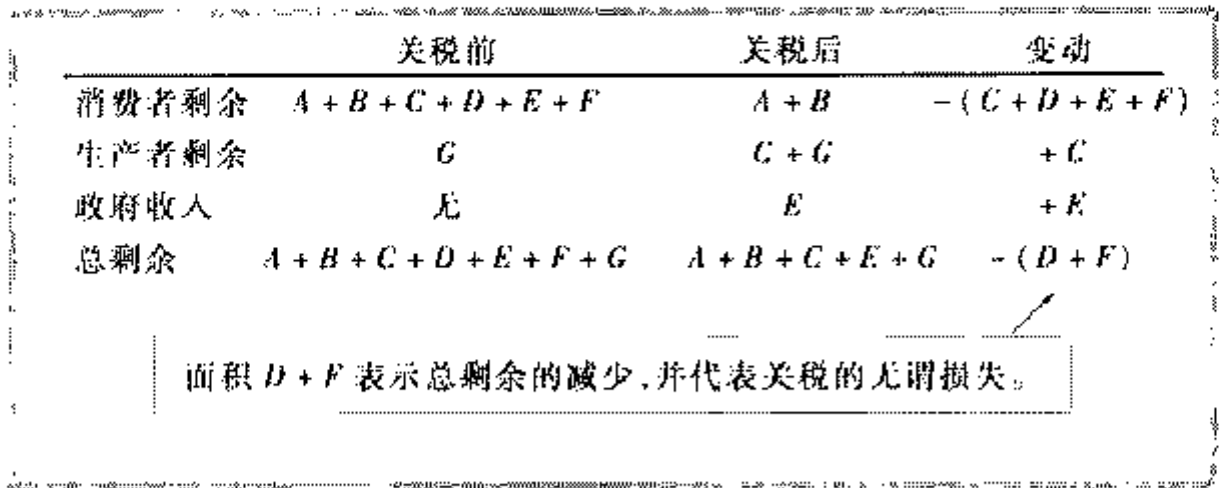 关税前 关税后 变动
消费者剩余 A + B + C + D + E + F A + B -(C + D + E + F)
生产者剩余 G C + G + C
政府收入 无 E + E
总剩余 A + B + C + D + E + F + G A + B + C + E + G -(D + F)
面积 D + F 表示总剩余的减少,并代表关税的无谓损失。